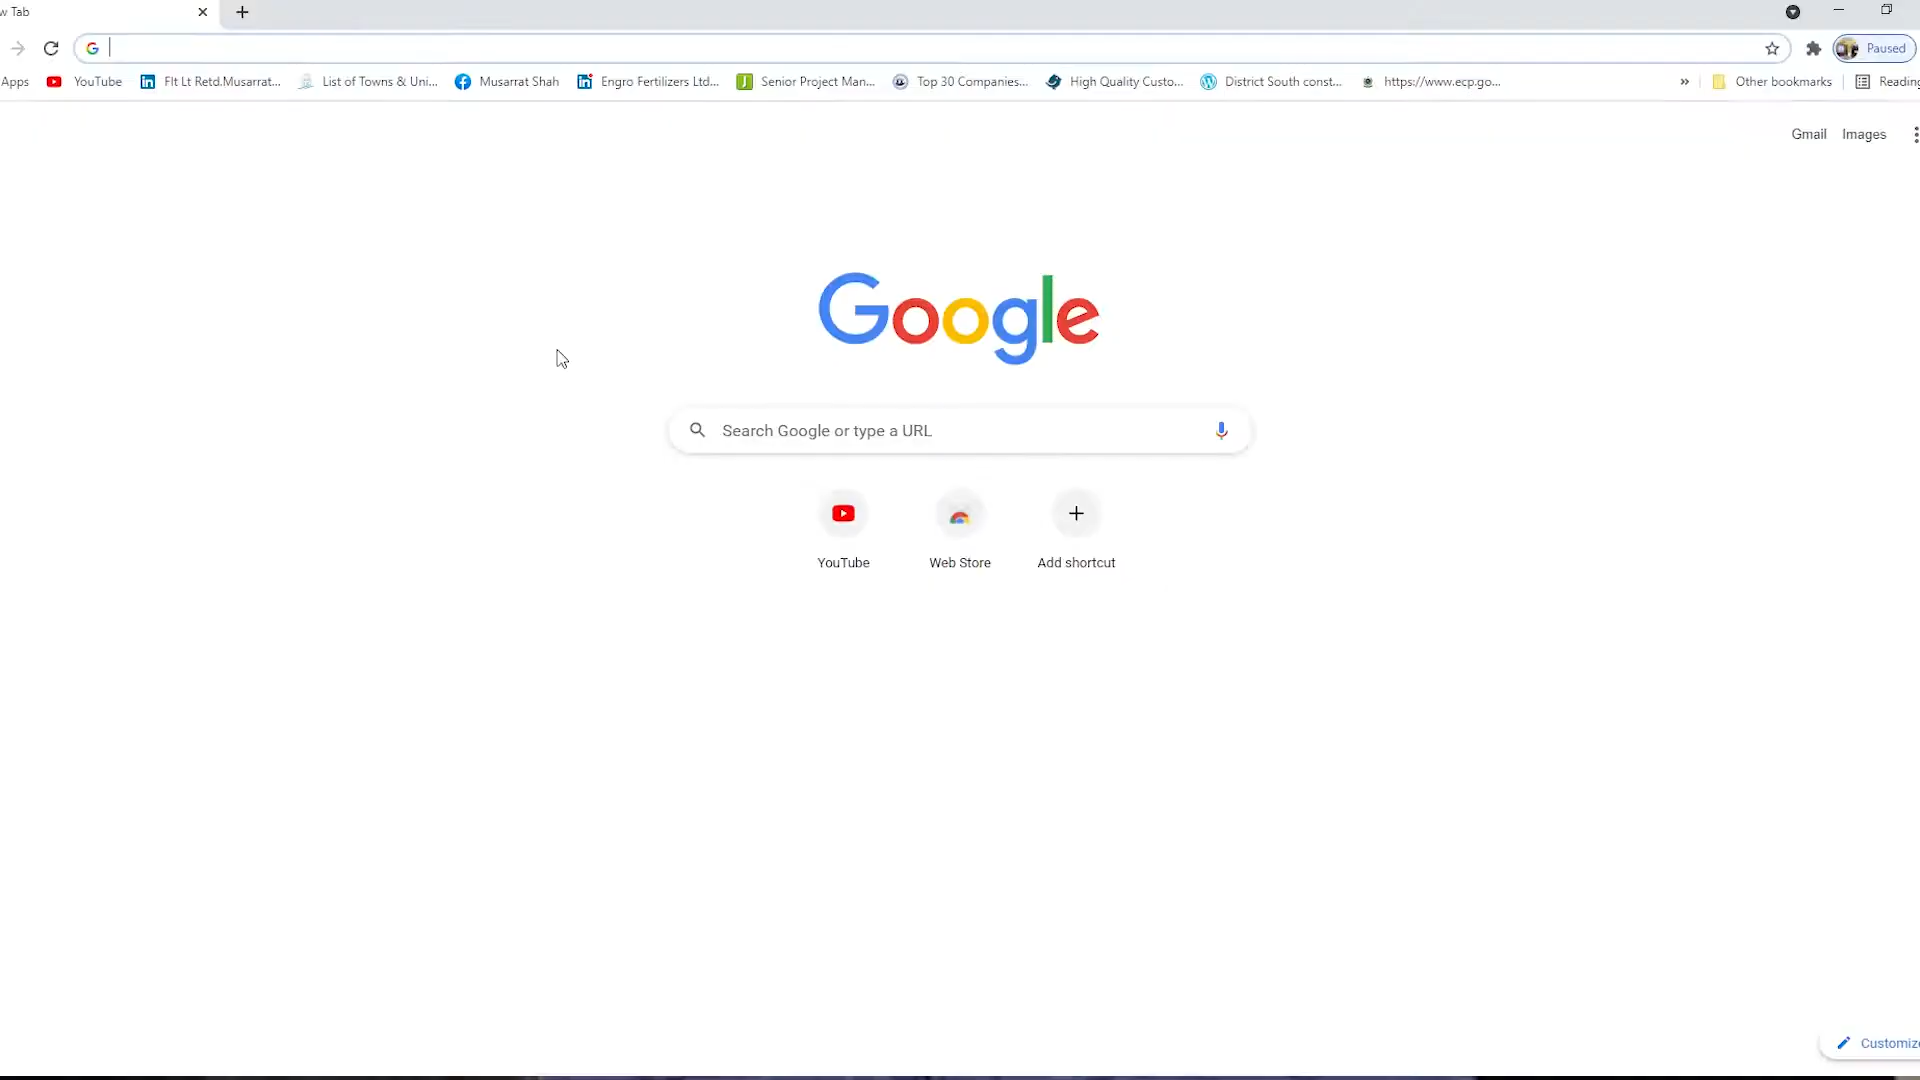 w Tab
Apps YouTube Flt Lt Retd.Musarrat... List of Towns & Uni... Musarrat Shah Engro Fertilizers Ltd... Senior Project Man... Top 30 Companies... High Quality Custo... District South const... https://www.ecp.go... » Other bookmarks Reading
Paused
Gmail Images
Google
Search Google or type a URL
YouTube Web Store Add shortcut
Customize